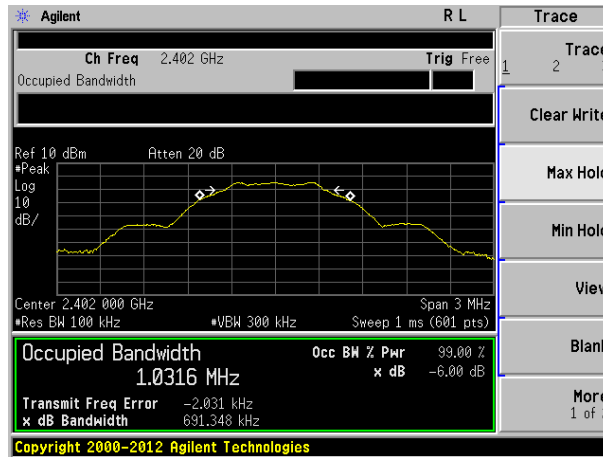 Agilent R L Trace
Ch Freq 2.402 GHz Trig Free
Occupied Bandwidth
Trace
1 2
Clear Write
Ref 10 dBm Atten 20 dB
#Peak
Log
10
dB/
Max Hold
Min Hold
View
Center 2.402 000 GHz Span 3 MHz
#Res BW 100 kHz #VBW 300 kHz Sweep 1 ms (601 pts)
Occupied Bandwidth Occ BW % Pwr 99.00 %
1.0316 MHz x dB -6.00 dB
Blank
Transmit Freq Error -2.031 kHz
x dB Bandwidth 691.348 kHz
More
1 of
Copyright 2000-2012 Agilent Technologies